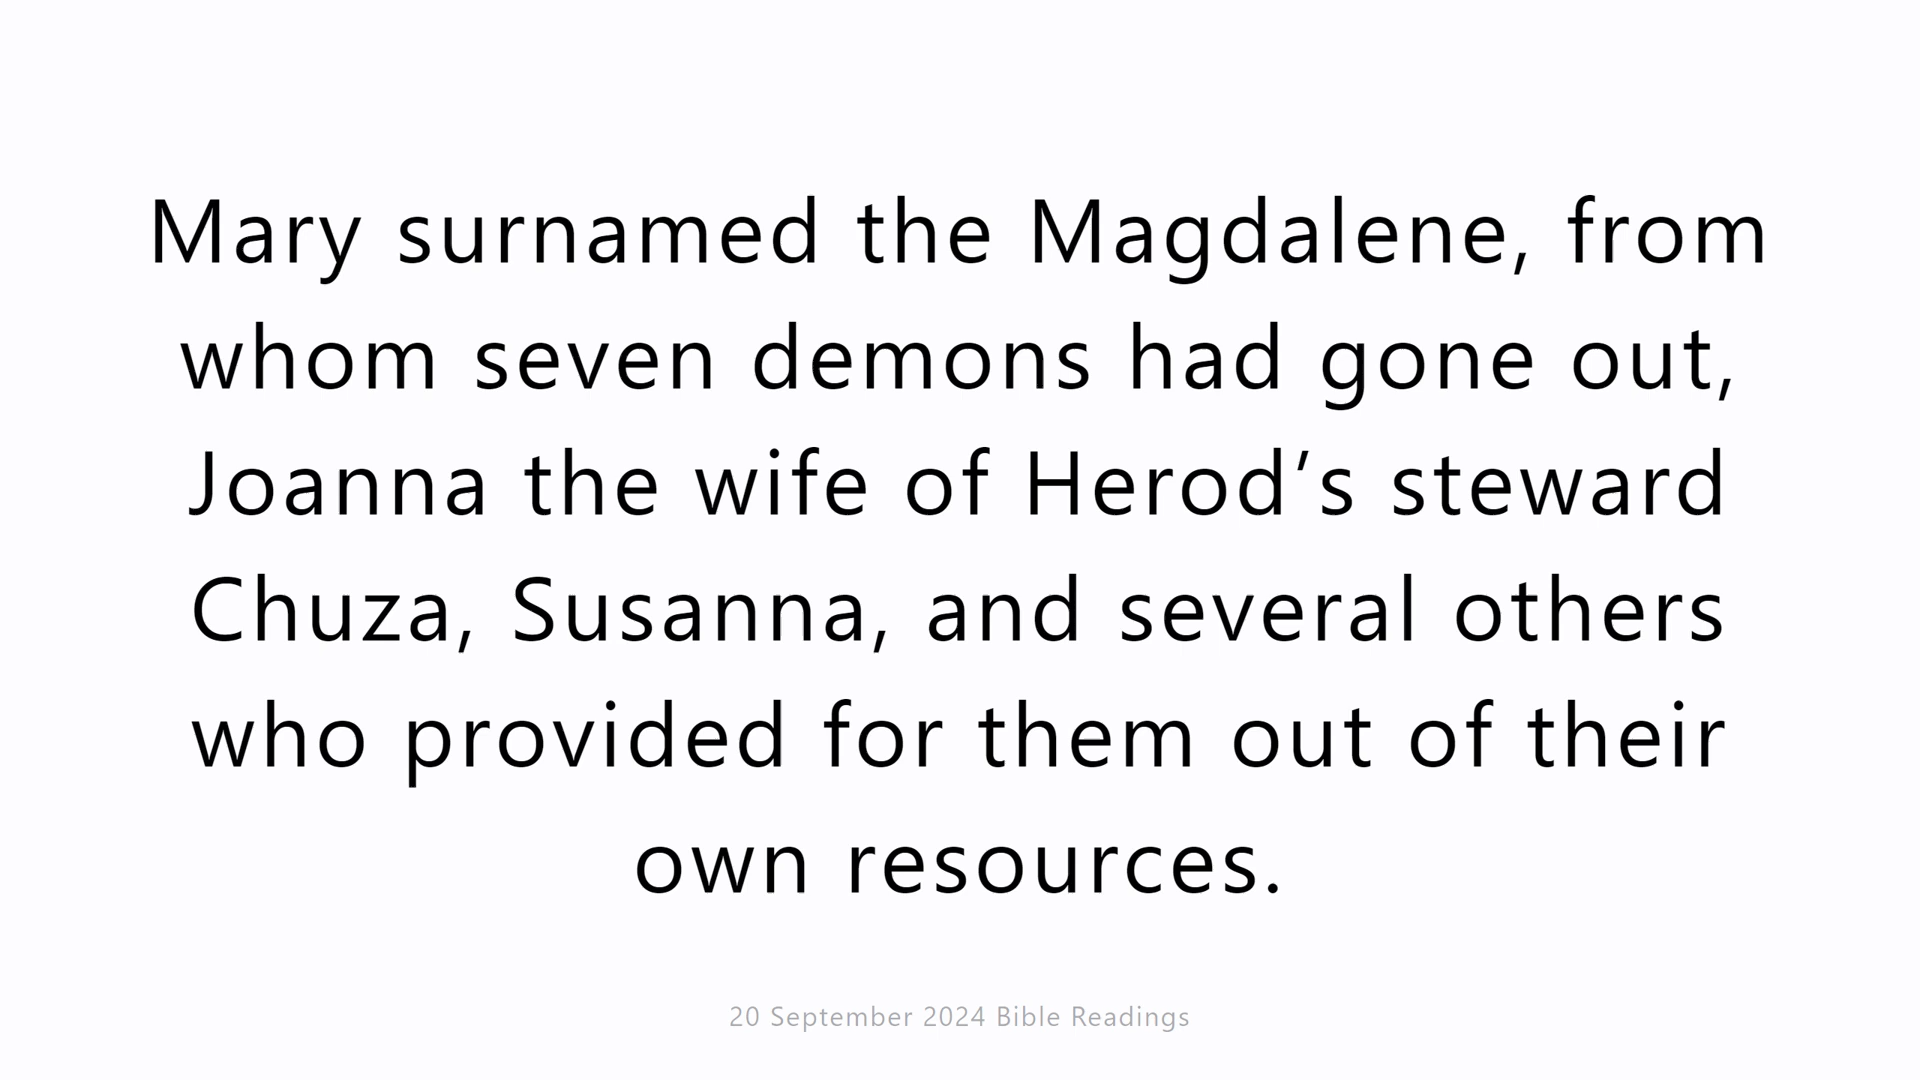 Mary surnamed the Magdalene, from
whom seven demons had gone out,
Joanna the wife of Herod’s steward
Chuza, Susanna, and several others
who provided for them out of their
own resources.
20 September 2024 Bible Readings